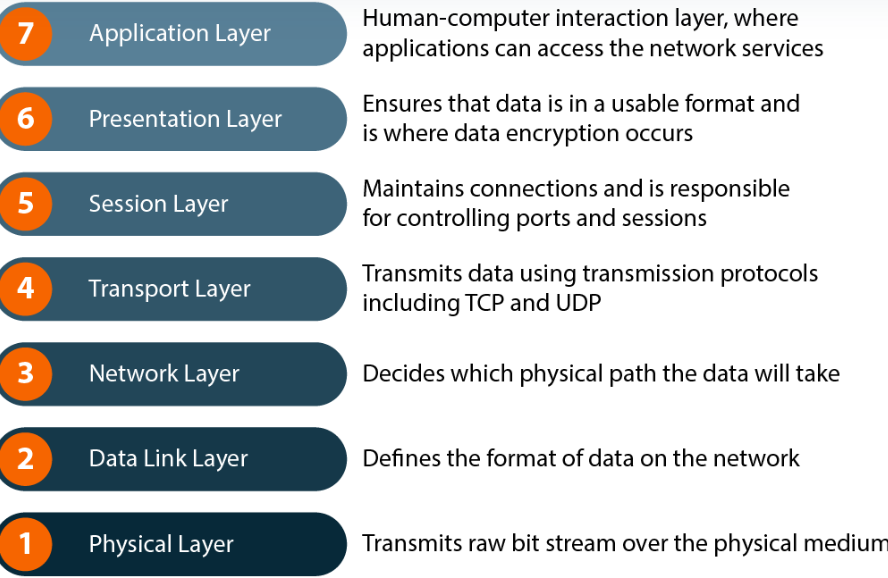 7 Application Layer
Human-computer interaction layer, where
applications can access the network services
6 Presentation Layer
Ensures that data is in a usable format and
is where data encryption occurs
5 Session Layer
Maintains connections and is responsible
for controlling ports and sessions
4 Transport Layer
Transmits data using transmission protocols
including TCP and UDP
3 Network Layer
Decides which physical path the data will take
2 Data Link Layer
Defines the format of data on the network
1 Physical Layer
Transmits raw bit stream over the physical medium